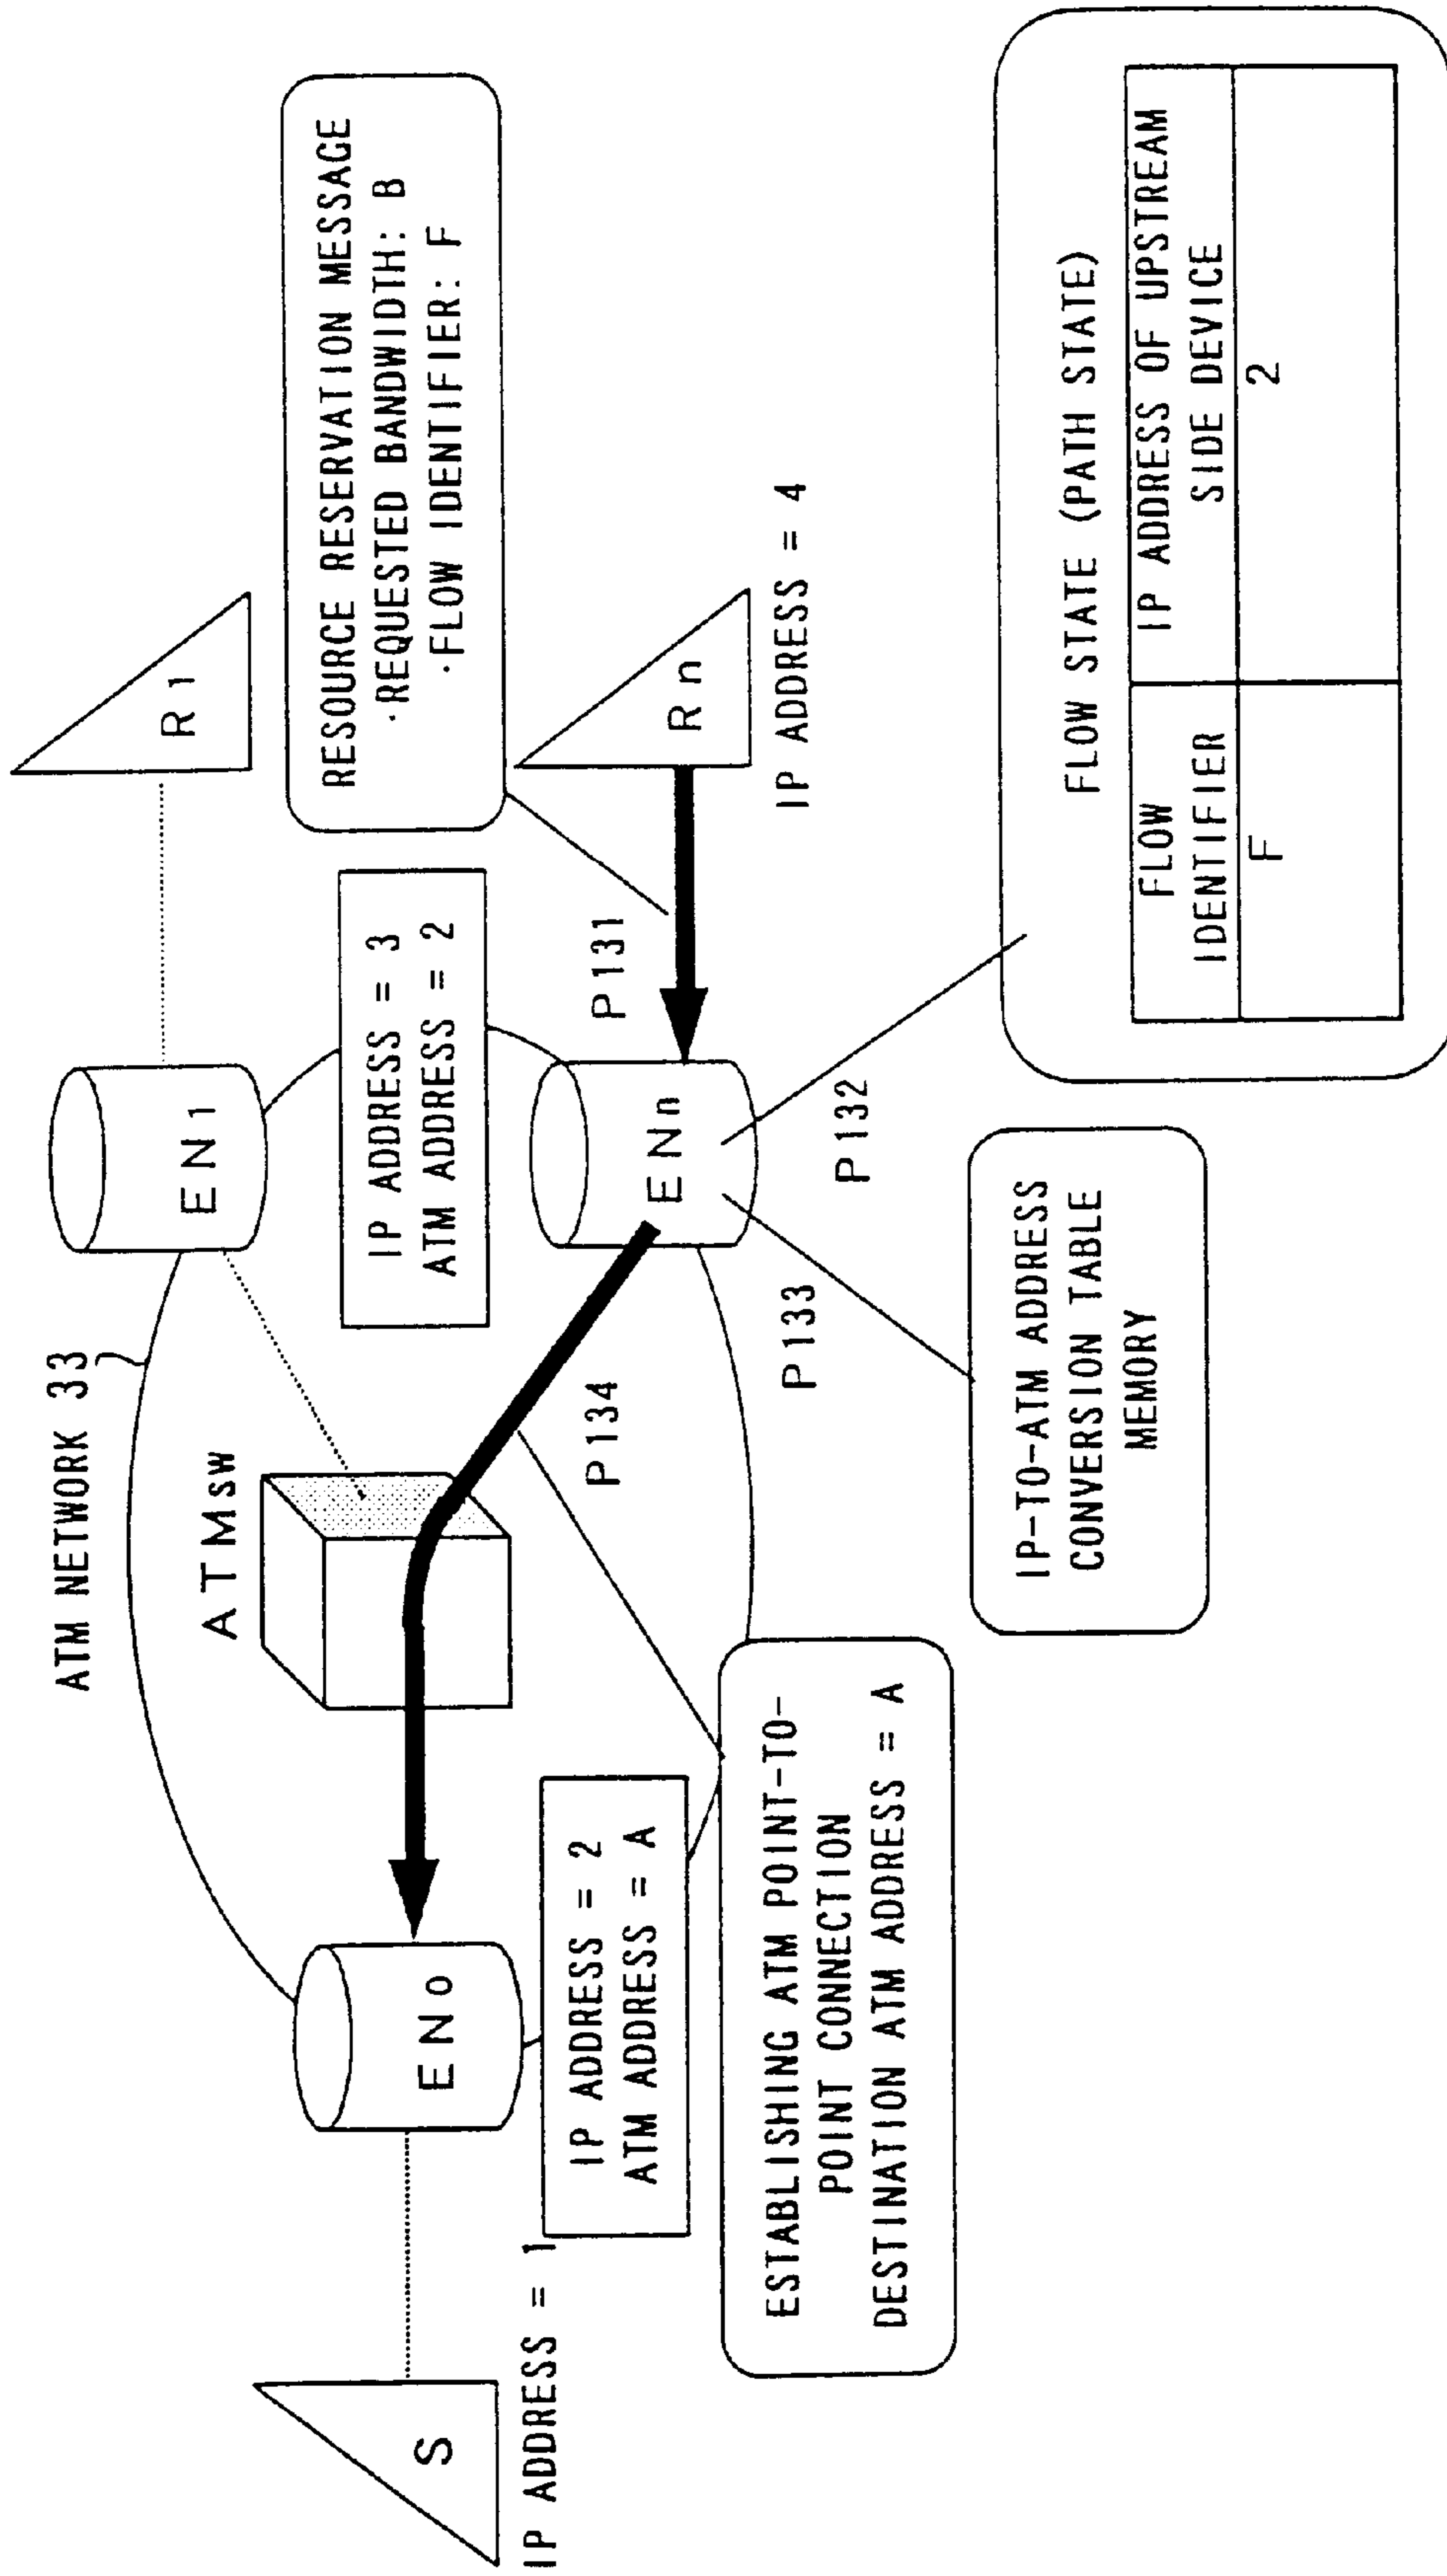 ATM NETWORK 33
ATMsw
S
IP ADDRESS = 1
EN0
IP ADDRESS = 2
ATM ADDRESS = A
EN1
R1
IP ADDRESS = 3
ATM ADDRESS = 2
RESOURCE RESERVATION MESSAGE
·REQUESTED BANDWIDTH: B
·FLOW IDENTIFIER: F
P131
ENn
Rn
IP ADDRESS = 4
P134
P133
P132
ESTABLISHING ATM POINT-TO-
POINT CONNECTION
DESTINATION ATM ADDRESS = A
IP-TO-ATM ADDRESS
CONVERSION TABLE
MEMORY
FLOW STATE (PATH STATE)
FLOW
IDENTIFIER
IP ADDRESS OF UPSTREAM
SIDE DEVICE
F
2